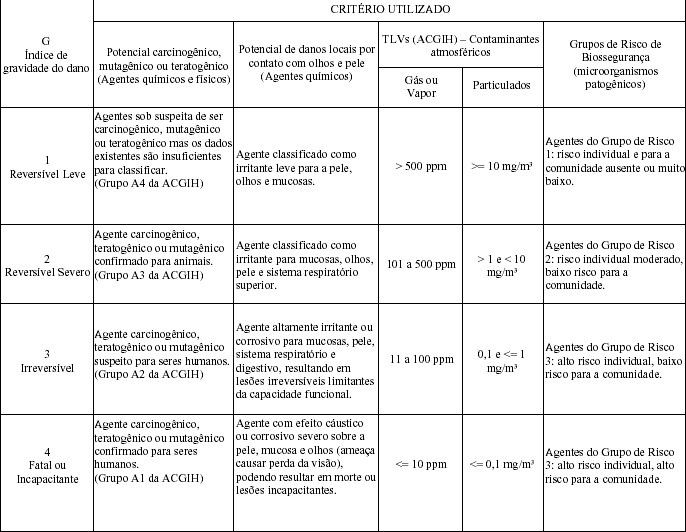 CRITÉRIO UTILIZADO
G
Índice de
gravidade do dano
Potencial carcinogênico,
mutagênico ou teratogênico
(Agentes químicos e físicos)
Potencial de danos locais por
contato com olhos e pele
(Agentes químicos)
TLVs (ACGIH) – Contaminantes
atmosféricos
Gás ou
Vapor
Particulados
Grupos de Risco de
Biossegurança
(microorganismos
patogênicos)
1
Reversível Leve
Agentes sob suspeita de ser
carcinogênico, mutagênico
ou teratogênico mas os dados
existentes são insuficientes
para classificar.
(Grupo A4 da ACGIH)
Agente classificado como
irritante leve para a pele,
olhos e mucosas.
> 500 ppm
>= 10 mg/m³
Agentes do Grupo de Risco
1: risco individual e para a
comunidade ausente ou muito
baixo.
2
Reversível Severo
Agente carcinogênico,
teratogênico ou mutagênico
confirmado para animais.
(Grupo A3 da ACGIH)
Agente classificado como
irritante para mucosas, olhos,
pele e sistema respiratório
superior.
101 a 500 ppm
> 1 e < 10
mg/m³
Agentes do Grupo de Risco
2: risco individual moderado,
baixo risco para a
comunidade.
3
Irreversível
Agente carcinogênico,
teratogênico ou mutagênico
suspeito para seres humanos.
(Grupo A2 da ACGIH)
Agente altamente irritante ou
corrosivo para mucosas, pele,
sistema respiratório e
digestivo, resultando em
lesões irreversíveis limitantes
da capacidade funcional.
11 a 100 ppm
0,1 e <= 1
mg/m³
Agentes do Grupo de Risco
3: alto risco individual, baixo
risco para a comunidade.
4
Fatal ou
Incapacitante
Agente carcinogênico,
teratogênico ou mutagênico
confirmado para seres
humanos.
(Grupo A1 da ACGIH)
Agente com efeito cáustico
ou corrosivo severo sobre a
pele, mucosa e olhos (ameaça
causar perda da visão),
podendo resultar em morte ou
lesões incapacitantes.
<= 10 ppm
<= 0,1 mg/m³
Agentes do Grupo de Risco
3: alto risco individual, alto
risco para a comunidade.